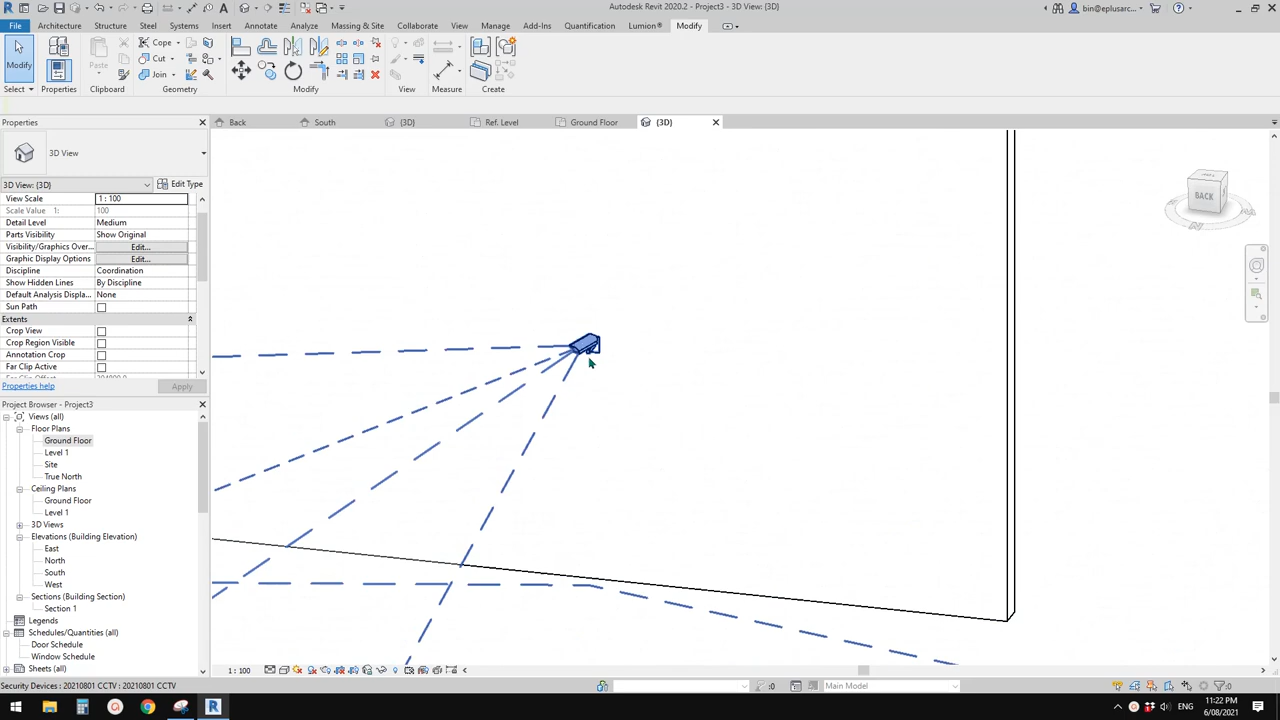 Autodesk Revit 2020.2 - Project3 - 3D View: {3D}
bin@eplusarc...
File Architecture Structure Steel Systems Insert Annotate Analyze Massing & Site Collaborate View Manage Add-Ins Quantification Lumion® Modify
Modify Properties Paste Cope Cut Join
Select Properties Clipboard Geometry Modify View Measure Create
Properties
Back South {3D} Ref. Level Ground Floor {3D}
3D View
3D View: {3D} Edit Type
View Scale 1 : 100
Scale Value 1: 100
Detail Level Medium
Parts Visibility Show Original
Visibility/Graphics Over... Edit...
Graphic Display Options Edit...
Discipline Coordination
Show Hidden Lines By Discipline
Default Analysis Displa... None
Sun Path
Extents
Crop View
Crop Region Visible
Annotation Crop
Far Clip Active
Properties help Apply
Project Browser - Project3
Views (all)
Floor Plans
Ground Floor
Level 1
Site
True North
Ceiling Plans
Ground Floor
Level 1
3D Views
Elevations (Building Elevation)
East
North
South
West
Sections (Building Section)
Section 1
Legends
Schedules/Quantities (all)
Door Schedule
Window Schedule
Sheets (all)
BACK
1 : 100
Security Devices : 20210801 CCTV : 20210801 CCTV
:0
Main Model
:0
ENG
11:22 PM
6/08/2021